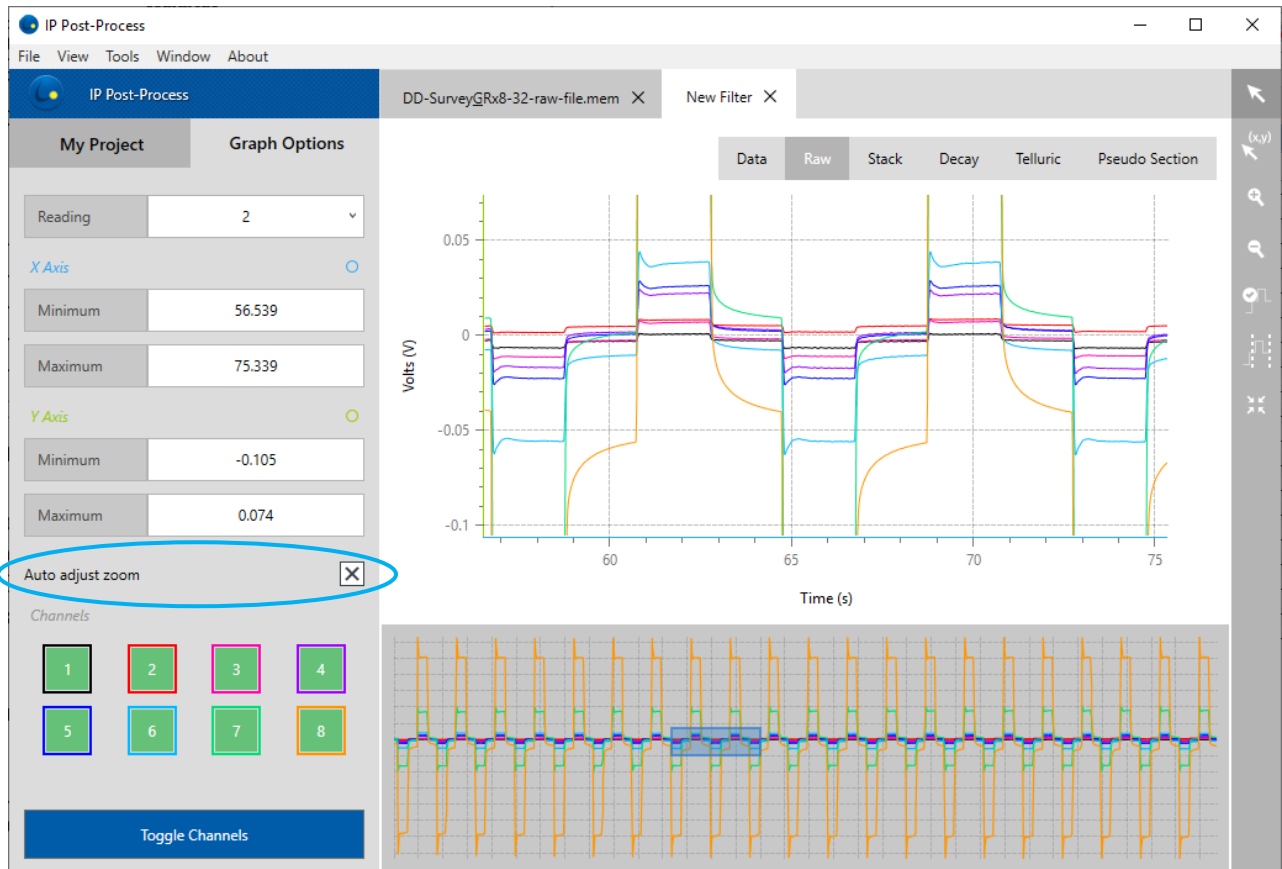 IP Post-Process
File View Tools Window About
IP Post-Process
DD-SurveyGRx8-32-raw-file.mem
New Filter
My Project
Graph Options
Data Raw Stack Decay Telluric Pseudo Section
(x,y)
Reading 2
X Axis
Minimum 56.539
Maximum 75.339
Y Axis
Minimum -0.105
Maximum 0.074
Auto adjust zoom
Channels
1 2 3 4
5 6 7 8
Toggle Channels
Volts (V)
0.05
0
-0.05
-0.1
60 65 70 75
Time (s)